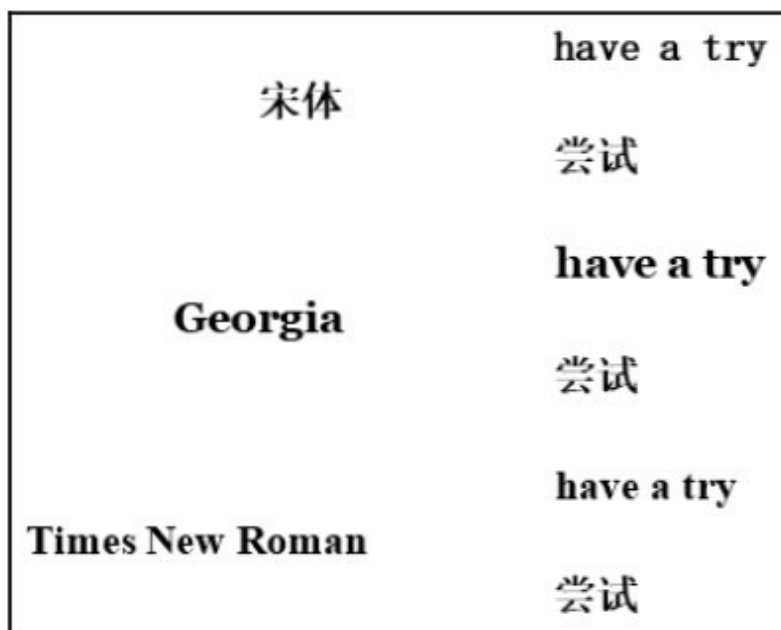 have a try
宋体
尝试
have a try
Georgia
尝试
have a try
Times New Roman
尝试